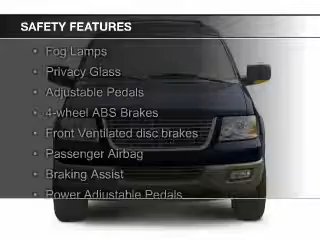 SAFETY FEATURES
• Fog Lamps
• Privacy Glass
• Adjustable Pedals
• 4-wheel ABS Brakes
• Front Ventilated disc brakes
• Passenger Airbag
• Braking Assist
• Power Adjustable Pedals